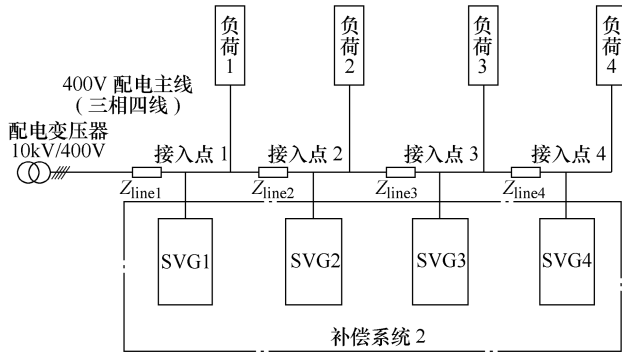 负荷1
负荷2
负荷3
负荷4
400V 配电主线
(三相四线)
配电变压器
10kV/400V
接入点 1
接入点 2
接入点 3
接入点 4
Zline1
Zline2
Zline3
Zline4
SVG1
SVG2
SVG3
SVG4
补偿系统 2